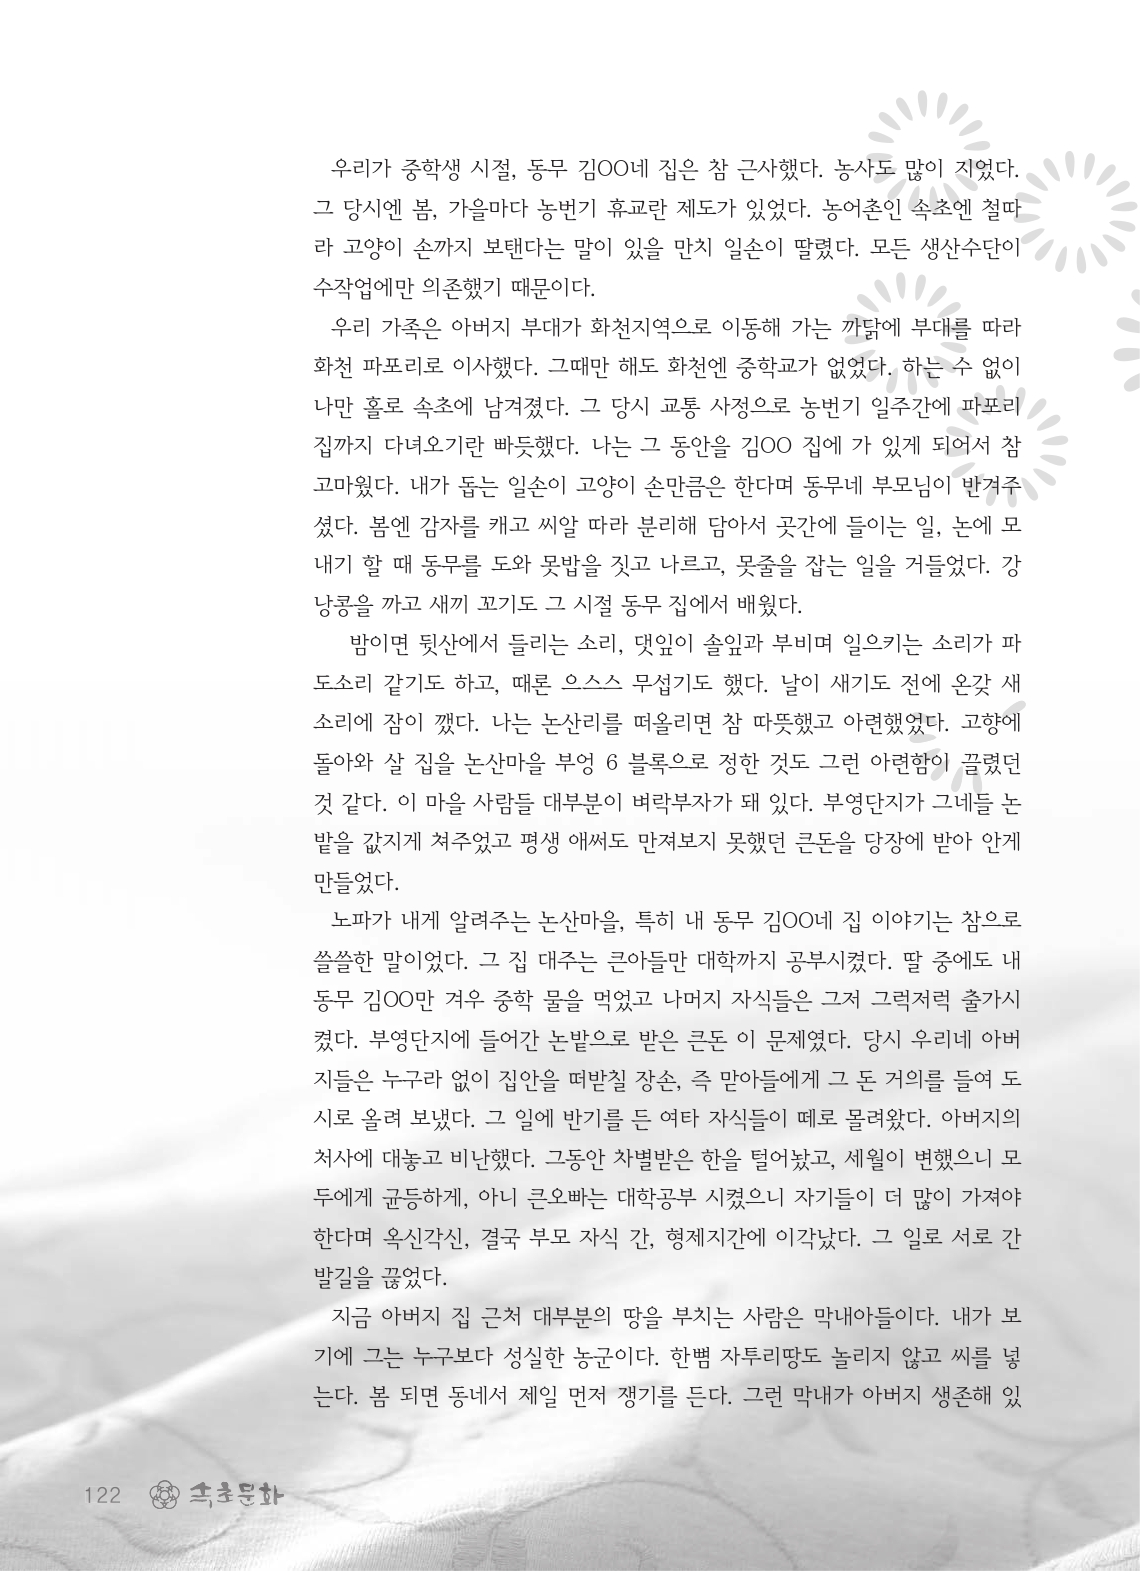 우리가 중학생 시절, 동무 김OO네 집은 참 근사했다. 농사도 많이 지었다.
그 당시엔 봄, 가을마다 농번기 휴교란 제도가 있었다. 농어촌인 속초엔 철따
라 고양이 손까지 보탠다는 말이 있을 만치 일손이 딸렸다. 모든 생산수단이
수작업에만 의존했기 때문이다.
우리 가족은 아버지 부대가 화천지역으로 이동해 가는 까닭에 부대를 따라
화천 파포리로 이사했다. 그때만 해도 화천엔 중학교가 없었다. 하는 수 없이
나만 홀로 속초에 남겨졌다. 그 당시 교통 사정으로 농번기 일주간에 파포리
집까지 다녀오기란 빠듯했다. 나는 그 동안을 김OO 집에 가 있게 되어서 참
고마웠다. 내가 돕는 일손이 고양이 손만큼은 한다며 동무네 부모님이 반겨주
셨다. 봄엔 감자를 캐고 씨알 따라 분리해 담아서 곳간에 들이는 일, 논에 모
내기 할 때 동무를 도와 못밥을 짓고 나르고, 못줄을 잡는 일을 거들었다. 강
낭콩을 까고 새끼 꼬기도 그 시절 동무 집에서 배웠다.
밤이면 뒷산에서 들리는 소리, 댓잎이 솔잎과 부비며 일으키는 소리가 파
도소리 같기도 하고, 때론 으스스 무섭기도 했다. 날이 새기도 전에 온갖 새
소리에 잠이 깼다. 나는 논산리를 떠올리면 참 따뜻했고 아련했었다. 고향에
돌아와 살 집을 논산마을 부엉 6 블록으로 정한 것도 그런 아련함이 끌렸던
것 같다. 이 마을 사람들 대부분이 벼락부자가 돼 있다. 부영단지가 그네들 논
밭을 값지게 쳐주었고 평생 애써도 만져보지 못했던 큰돈을 당장에 받아 안게
만들었다.
노파가 내게 알려주는 논산마을, 특히 내 동무 김OO네 집 이야기는 참으로
쓸쓸한 말이었다. 그 집 대주는 큰아들만 대학까지 공부시켰다. 딸 중에도 내
동무 김OO만 겨우 중학 물을 먹었고 나머지 자식들은 그저 그럭저럭 출가시
켰다. 부영단지에 들어간 논밭으로 받은 큰돈 이 문제였다. 당시 우리네 아버
지들은 누구라 없이 집안을 떠받칠 장손, 즉 맏아들에게 그 돈 거의를 들여 도
시로 올려 보냈다. 그 일에 반기를 든 여타 자식들이 떼로 몰려왔다. 아버지의
처사에 대놓고 비난했다. 그동안 차별받은 한을 털어놨고, 세월이 변했으니 모
두에게 균등하게, 아니 큰오빠는 대학공부 시켰으니 자기들이 더 많이 가져야
한다며 옥신각신, 결국 부모 자식 간, 형제지간에 이각났다. 그 일로 서로 간
발길을 끊었다.
지금 아버지 집 근처 대부분의 땅을 부치는 사람은 막내아들이다. 내가 보
기에 그는 누구보다 성실한 농군이다. 한뼘 자투리땅도 놀리지 않고 씨를 넣
는다. 봄 되면 동네서 제일 먼저 쟁기를 든다. 그런 막내가 아버지 생존해 있
122 속초문화